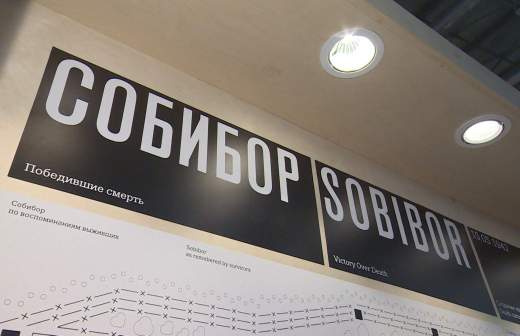 СОБИБОР
Победившие смерть
SOBIBOR
Victory Over Death
Собибор
по воспоминаниям выживших
Sobibor
as remembered by survivors